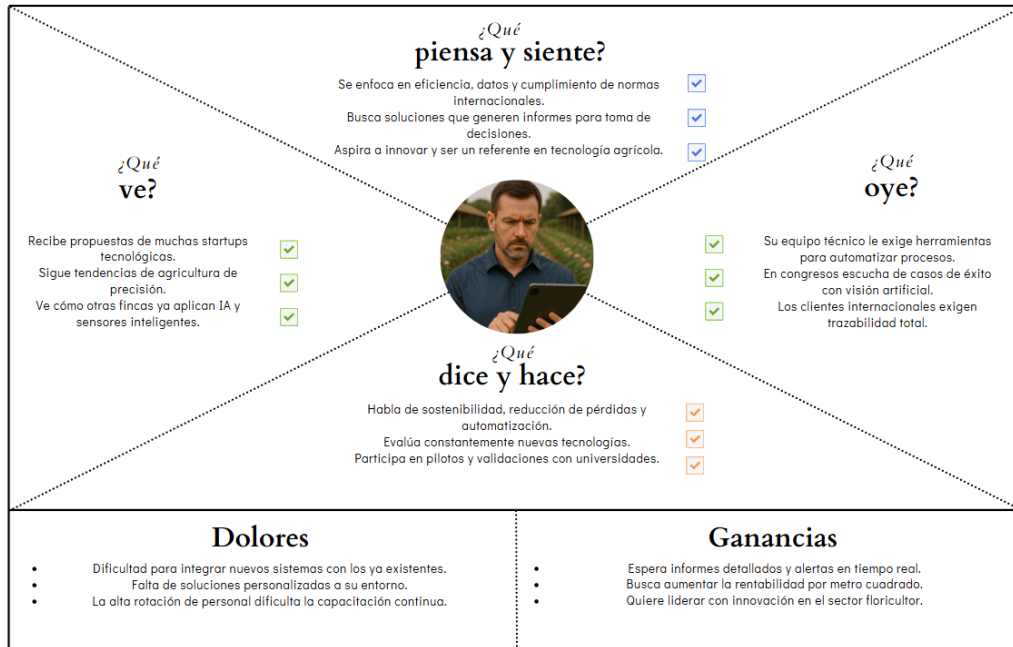 ¿Qué
piensa y siente?
Se enfoca en eficiencia, datos y cumplimiento de normas
internacionales.
Busca soluciones que generen informes para toma de
decisiones.
Aspira a innovar y ser un referente en tecnología agrícola.
¿Qué
ve?
Recibe propuestas de muchas startups
tecnológicas.
Sigue tendencias de agricultura de
precisión.
Ve cómo otras fincas ya aplican IA y
sensores inteligentes.
¿Qué
oye?
Su equipo técnico le exige herramientas
para automatizar procesos.
En congresos escucha de casos de éxito
con visión artificial.
Los clientes internacionales exigen
trazabilidad total.
¿Qué
dice y hace?
Habla de sostenibilidad, reducción de pérdidas y
automatización.
Evalúa constantemente nuevas tecnologías.
Participa en pilotos y validaciones con universidades.
Dolores
• Dificultad para integrar nuevos sistemas con los ya existentes.
• Falta de soluciones personalizadas a su entorno.
• La alta rotación de personal dificulta la capacitación continua.
Ganancias
• Espera informes detallados y alertas en tiempo real.
• Busca aumentar la rentabilidad por metro cuadrado.
• Quiere liderar con innovación en el sector floricultor.